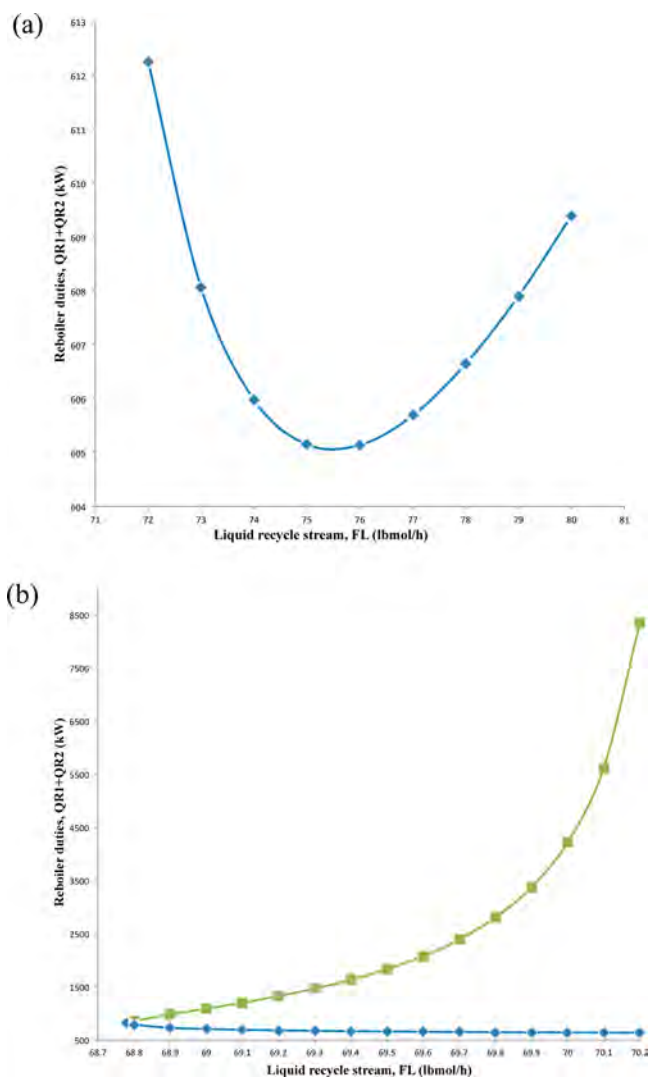 (a)
613
612
611
610
609
608
607
606
605
604
Reboiler duties, QR1+QR2 (kW)
71 72 73 74 75 76 77 78 79 80 81
Liquid recycle stream, FL (lbmol/h)
(b)
8500
7500
6500
5500
4500
3500
2500
1500
500
Reboiler duties, QR1+QR2 (kW)
68.7 68.8 68.9 69 69.1 69.2 69.3 69.4 69.5 69.6 69.7 69.8 69.9 70 70.1 70.2
Liquid recycle stream, FL (lbmol/h)